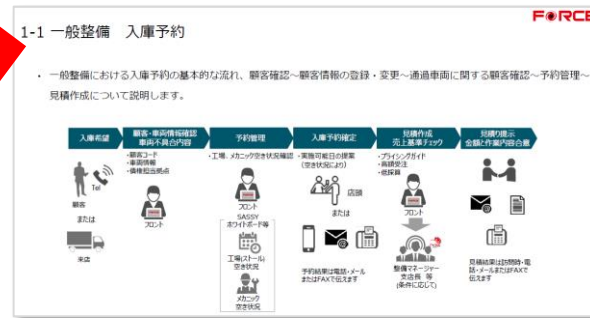 FORCE
1-1 一般整備 入庫予約
・ 一般整備における入庫予約の基本的な流れ、顧客確認～顧客情報の登録・変更～通過車両に関する顧客確認～予約管理～
見積作成について説明します。
入庫希望
顧客・車両情報確認
車両不具合内容
予約管理
入庫予約確定
見積作成
売上基準チェック
見積り提示
金額と作業内容合意
・顧客コード
・車両情報
・債権担当拠点
・工場、メカニック空き状況確認
・実施可能日の提案
(空き状況により)
・プライシングガイド
・高額受注
・低採算
Tel
顧客
または
来店
フロント
フロント
SASSY
ホワイトボード等
工場(ストール)
空き状況
メカニック
空き状況
店頭
または
予約結果は電話・メール
またはFAXで伝えます
フロント
整備マネージャー
支店長 等
(条件に応じて)
見積結果は訪問時・電
話・メールまたはFAXで
伝えます